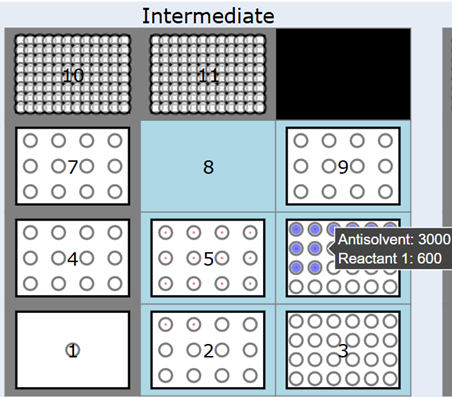 Intermediate
10 11
7 8 9
4 5
Antisolvent: 3000
Reactant 1: 600
1 2 3